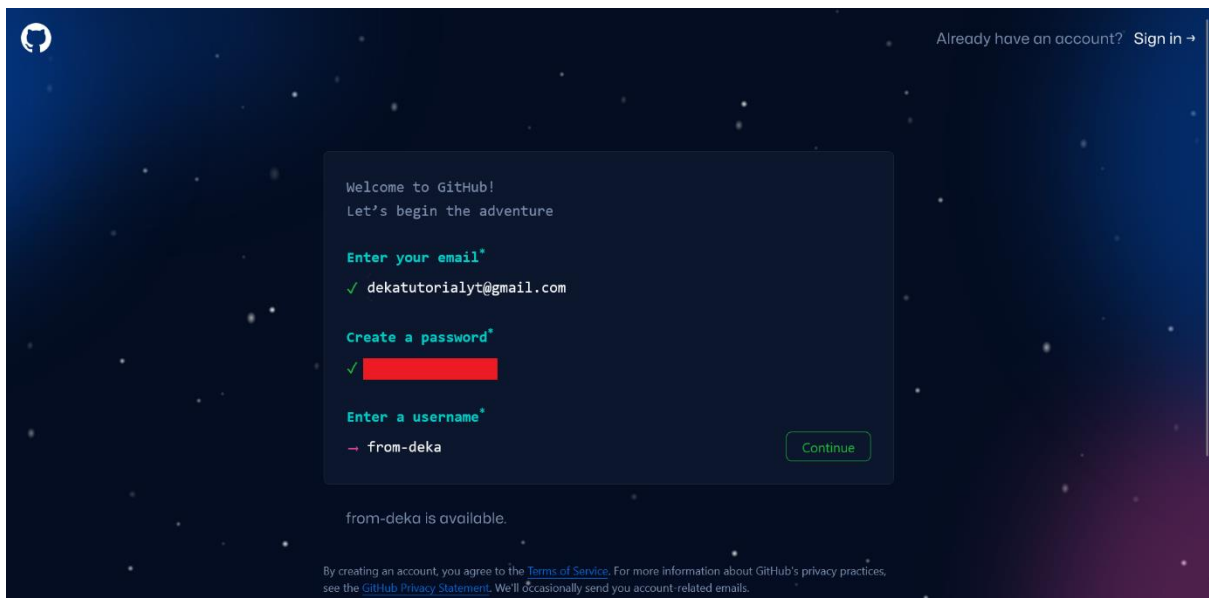 Already have an account? Sign in →
Welcome to GitHub!
Let's begin the adventure
Enter your email*
✓ dekatutorialyt@gmail.com
Create a password*
✓
Enter a username*
→ from-deka
Continue
from-deka is available.
By creating an account, you agree to the Terms of Service. For more information about GitHub's privacy practices,
see the GitHub Privacy Statement. We'll occasionally send you account-related emails.